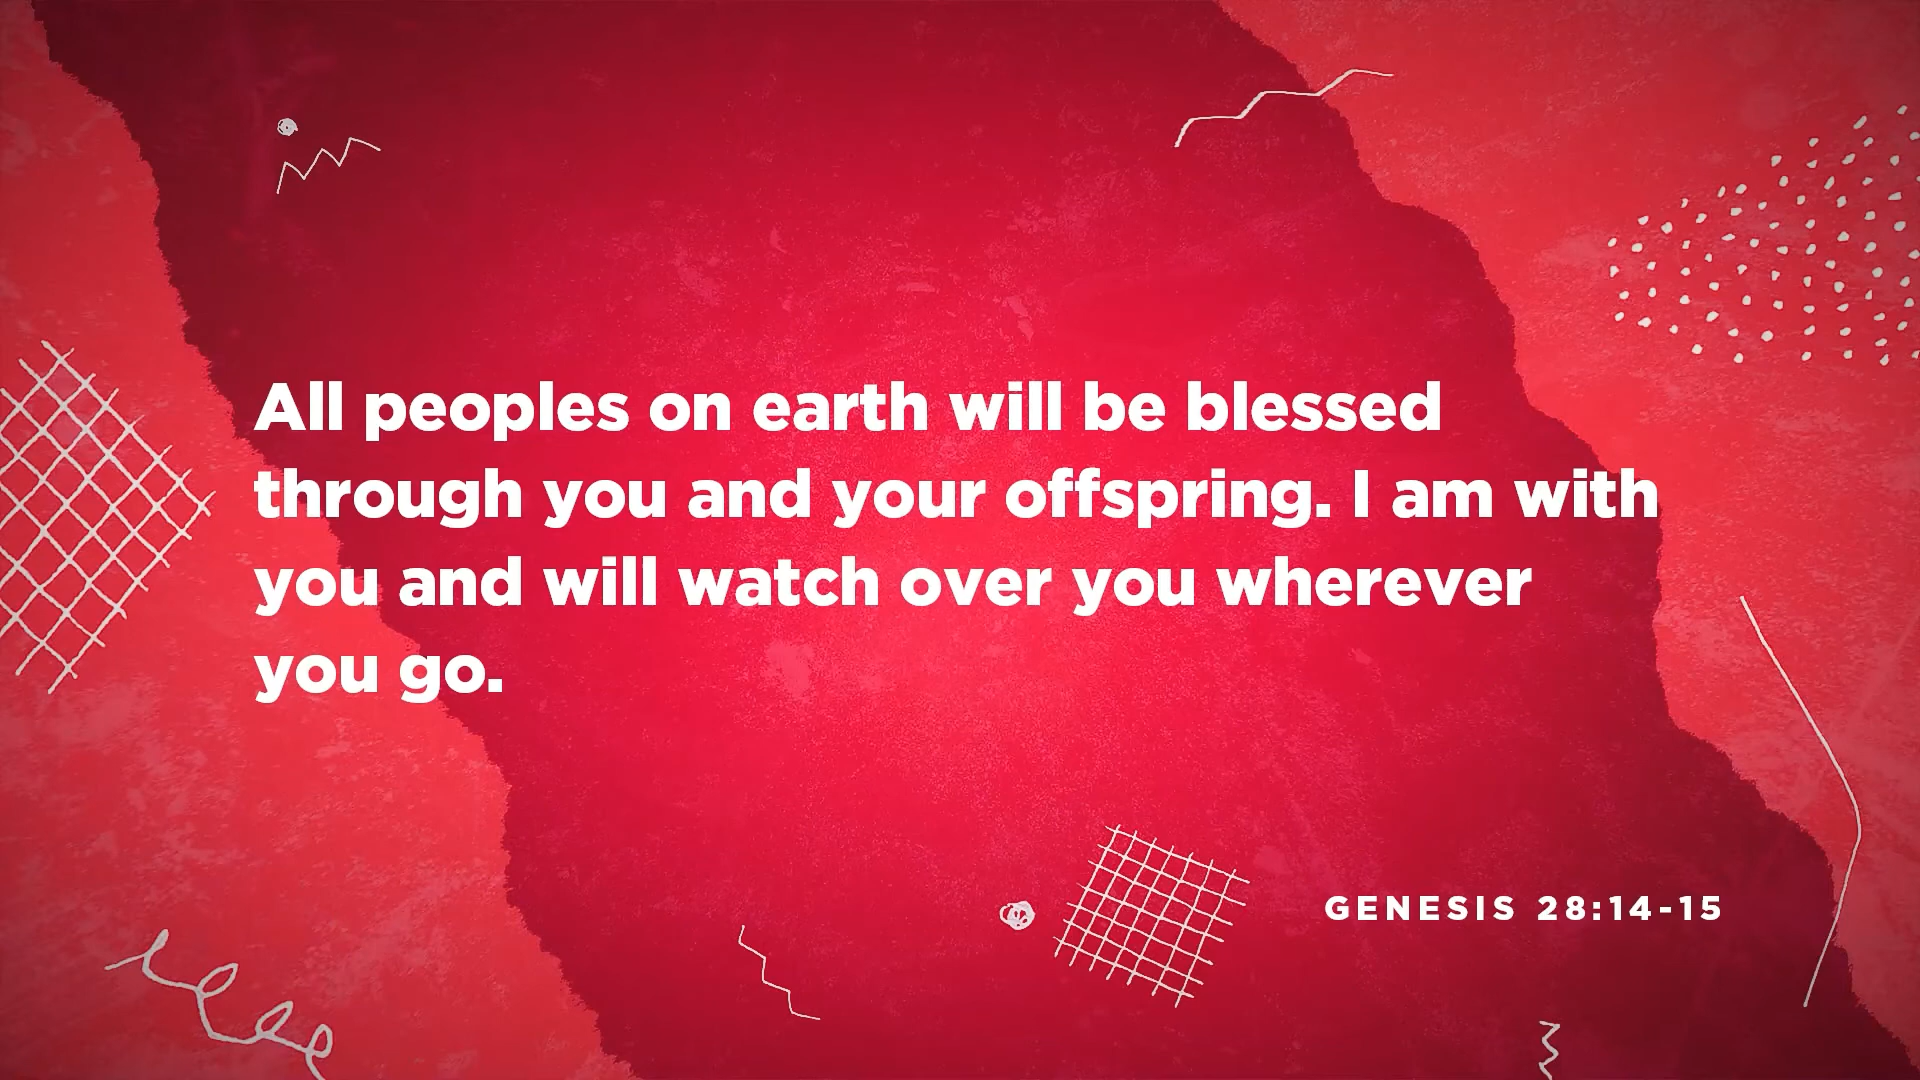 All peoples on earth will be blessed
through you and your offspring. I am with
you and will watch over you wherever
you go.
GENESIS 28:14-15